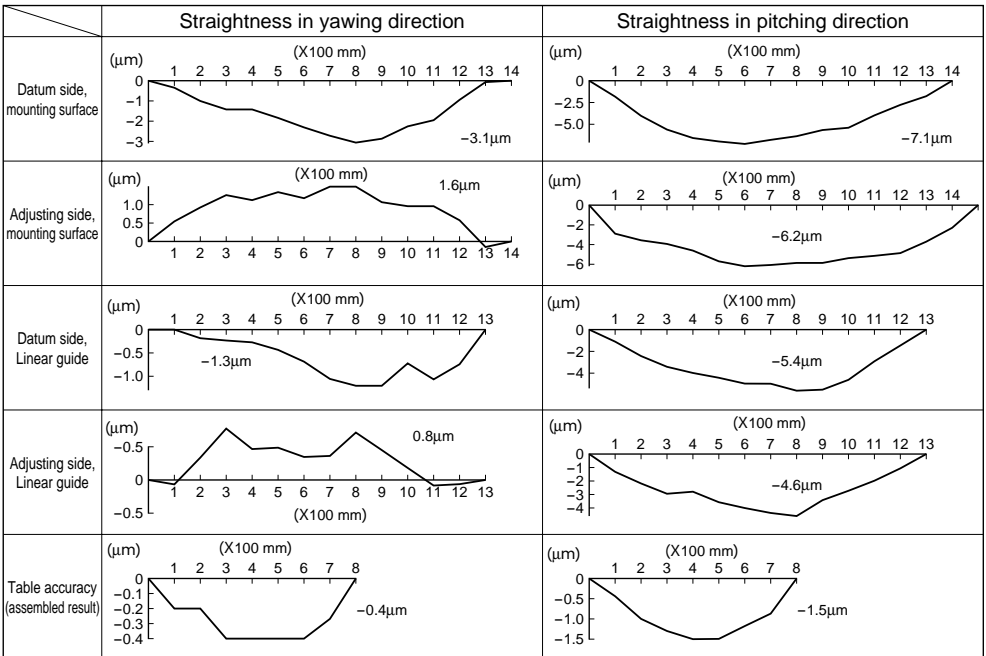 Straightness in yawing direction
Straightness in pitching direction
Datum side,
mounting surface
(μm)
(X100 mm)
1 2 3 4 5 6 7 8 9 10 11 12 13 14
0
−1
−2
−3
−3.1μm
(μm)
(X100 mm)
1 2 3 4 5 6 7 8 9 10 11 12 13 14
0
−2.5
−5.0
−7.1μm
Adjusting side,
mounting surface
(μm)
(X100 mm)
1.6μm
1.0
0.5
0
1 2 3 4 5 6 7 8 9 10 11 12 13 14
(μm)
(X100 mm)
1 2 3 4 5 6 7 8 9 10 11 12 13 14
0
−2
−4
−6
−6.2μm
Datum side,
Linear guide
(μm)
(X100 mm)
1 2 3 4 5 6 7 8 9 10 11 12 13
0
−0.5
−1.0
−1.3μm
(μm)
(X100 mm)
1 2 3 4 5 6 7 8 9 10 11 12 13
0
−2
−4
−5.4μm
Adjusting side,
Linear guide
(μm)
0.8μm
−0.5
0
−0.5
1 2 3 4 5 6 7 8 9 10 11 12 13
(X100 mm)
(μm)
(X100 mm)
1 2 3 4 5 6 7 8 9 10 11 12 13
0
−1
−2
−3
−4
−4.6μm
Table accuracy
(assembled result)
(μm)
(X100 mm)
1 2 3 4 5 6 7 8
0
−0.1
−0.2
−0.3
−0.4
−0.4μm
(μm)
(X100 mm)
1 2 3 4 5 6 7 8
0
−0.5
−1.0
−1.5
−1.5μm